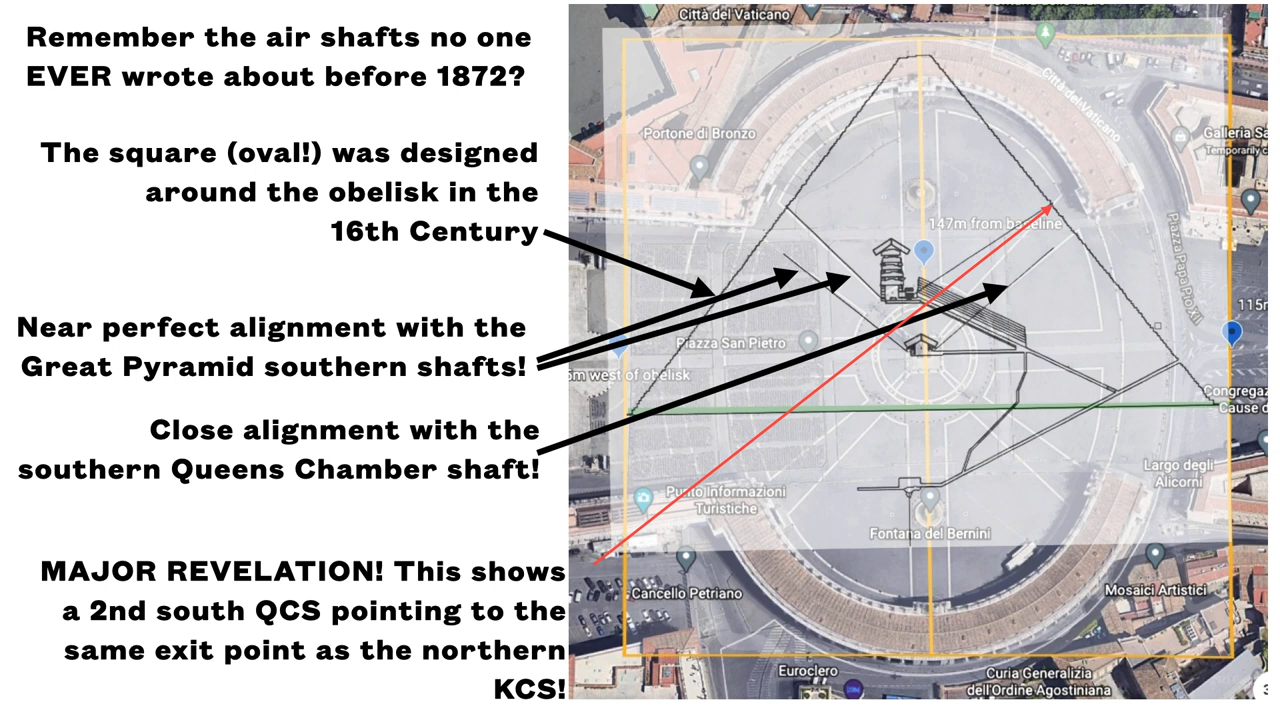 Remember the air shafts no one
EVER wrote about before 1872?
The square (oval!) was designed
around the obelisk in the
16th Century
Near perfect alignment with the
Great Pyramid southern shafts!
Close alignment with the
southern Queens Chamber shaft!
MAJOR REVELATION! This shows
a 2nd south QCS pointing to the
same exit point as the northern
KCS!
Città del Vaticano
Città del Vaticano
Portone di Bronzo
Galleria Sa
Temporarily c
147m from baseline
Piazza Papa Pio XII
115m
Piazza San Pietro
5m west of obelisk
Congregaz
Cause d
Largo degli
Alicorni
Punto Informazioni
Turistiche
Fontana del Bernini
Cancello Petriano
Mosaici Artistici
Euroclero
Curia Generalizia
dell'Ordine Agostiniana
3